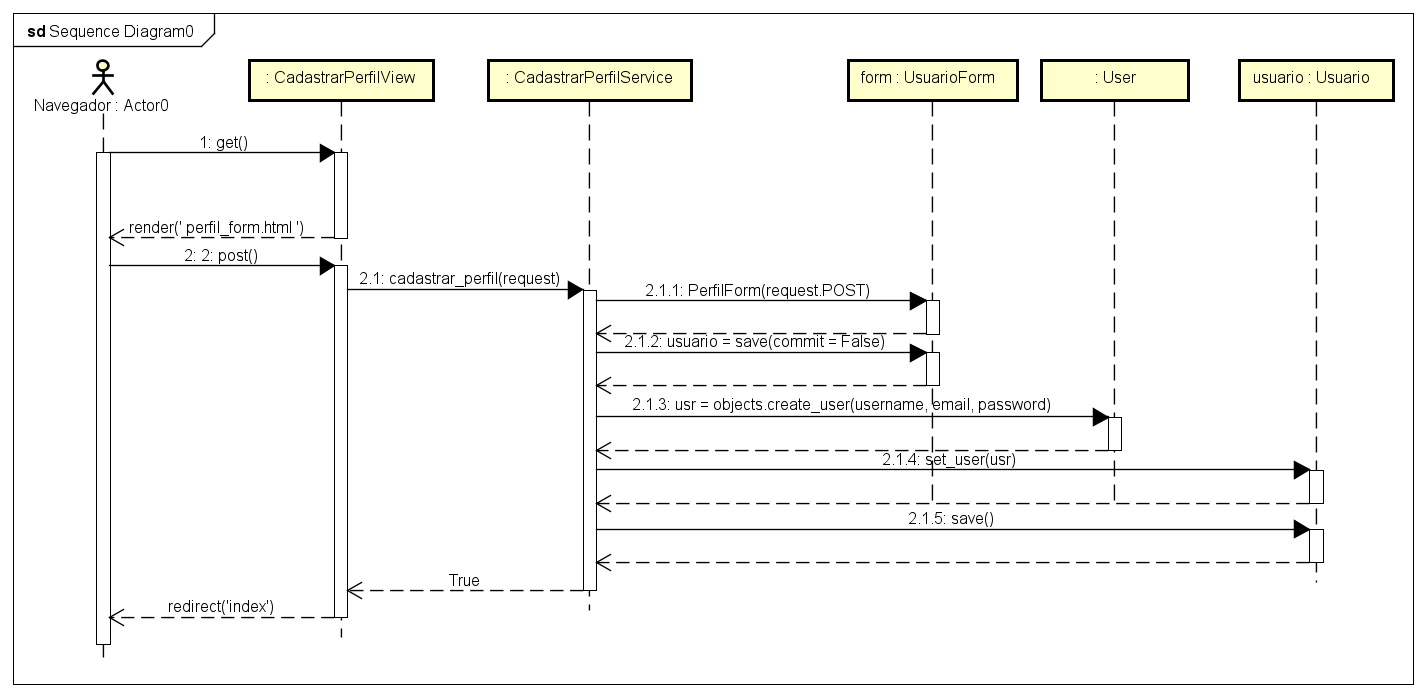 sd Sequence Diagram0
Navegador : Actor0
: CadastrarPerfilView
: CadastrarPerfilService
form : UsuarioForm
: User
usuario : Usuario
1: get()
render(' perfil_form.html ')
2: 2: post()
2.1: cadastrar_perfil(request)
2.1.1: PerfilForm(request.POST)
2.1.2: usuario = save(commit = False)
2.1.3: usr = objects.create_user(username, email, password)
2.1.4: set_user(usr)
2.1.5: save()
True
redirect('index')